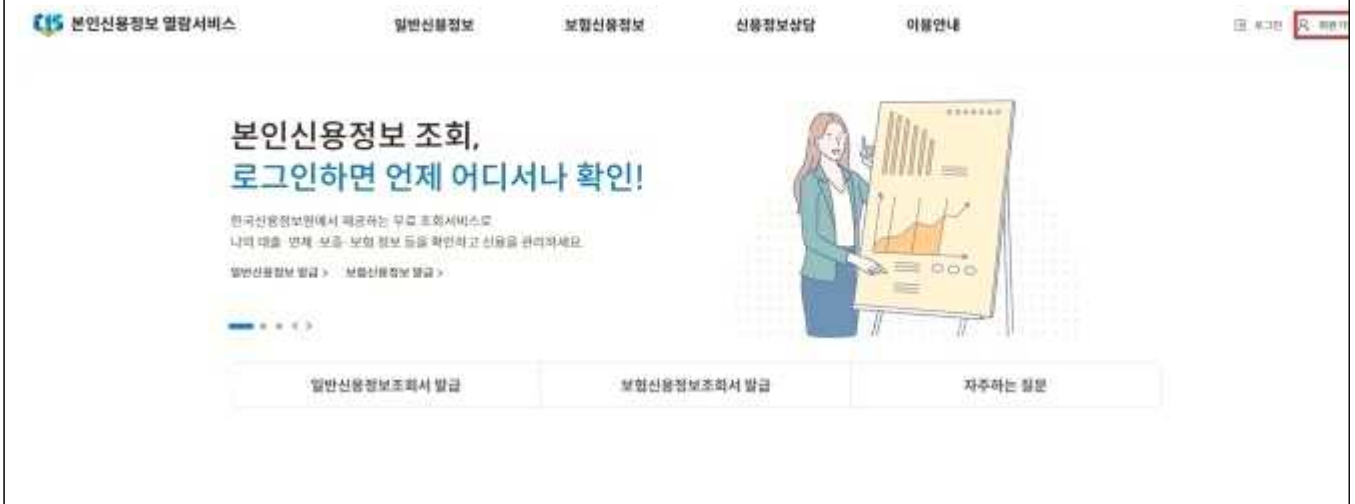 CIS 본인신용정보 열람서비스
일반신용정보
보험신용정보
신용정보상담
이용안내
로그인
본인신용정보 조회,
로그인하면 언제 어디서나 확인!
한국신용정보원에서 제공하는 무료 조회서비스로
나의 대출·연체·보증·보험 정보 등을 확인하고 신용을 관리하세요.
일반신용정보 발급 > 보험신용정보 발급 >
일반신용정보조회서 발급
보험신용정보조회서 발급
자주하는 질문